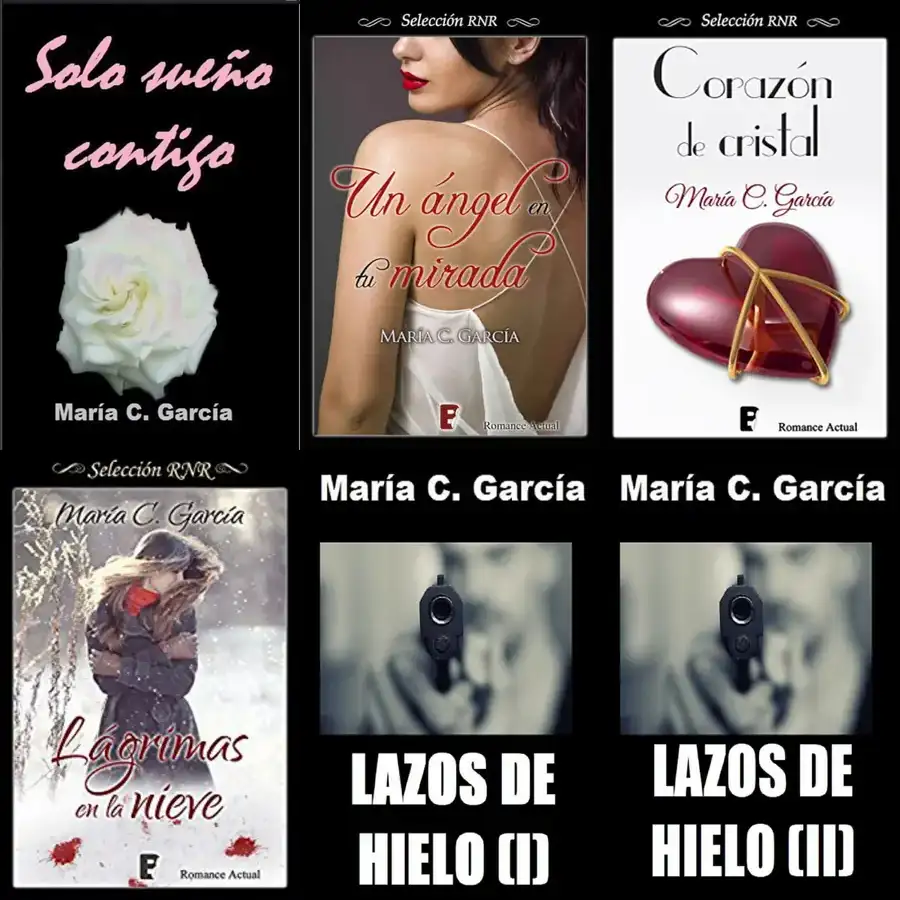 Solo sueño
contigo
María C. García
Selección RNR
Un ángel en
tu mirada
MARÍA C. GARCÍA
B
Romance Actual
Selección RNR
Corazón
de cristal
María C. García
B
Romance Actual
Selección RNR
María C. García
Lágrimas
en la nieve
B
Romance Actual
María C. García
LAZOS DE
HIELO (I)
María C. García
LAZOS DE
HIELO (II)